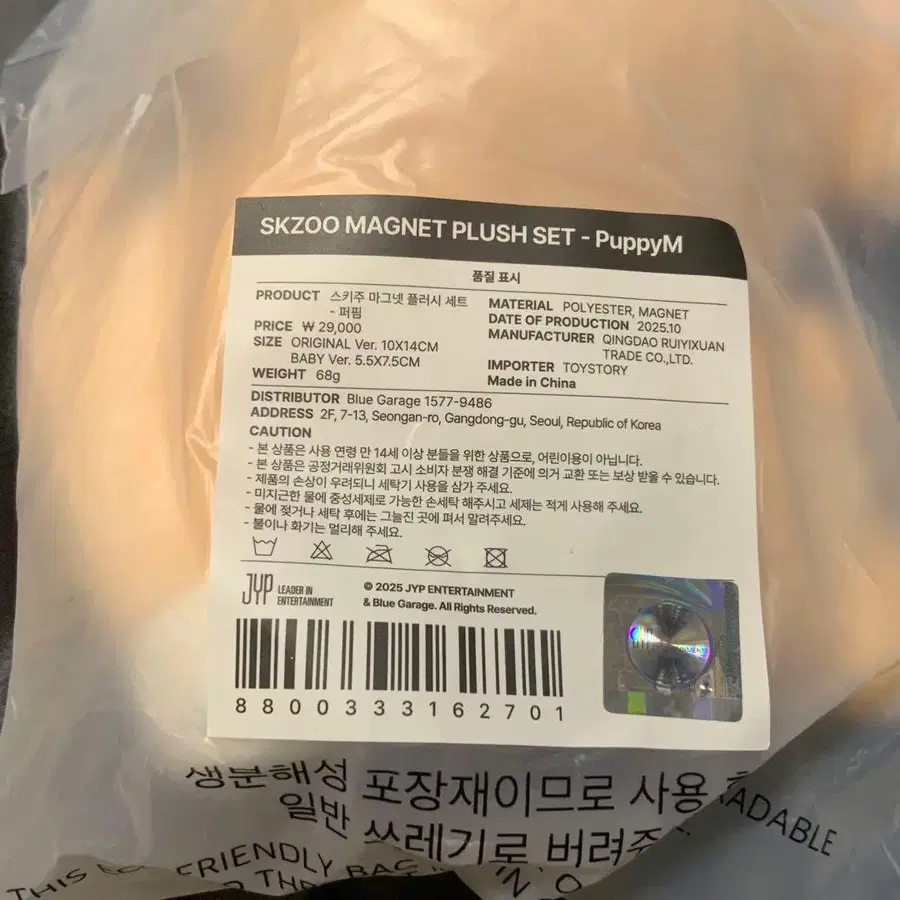 SKZOO MAGNET PLUSH SET - PuppyM
품질 표시
PRODUCT 스키주 마그넷 플러시 세트
- 퍼핌
PRICE ₩ 29,000
SIZE ORIGINAL Ver. 10X14CM
BABY Ver. 5.5X7.5CM
WEIGHT 68g
MATERIAL POLYESTER, MAGNET
DATE OF PRODUCTION 2025.10
MANUFACTURER QINGDAO RUIYIXUAN
TRADE CO.,LTD.
IMPORTER TOYSTORY
Made in China
DISTRIBUTOR Blue Garage 1577-9486
ADDRESS 2F, 7-13, Seongan-ro, Gangdong-gu, Seoul, Republic of Korea
CAUTION
- 본 상품은 사용 연령 만 14세 이상 분들을 위한 상품으로, 어린이용이 아닙니다.
- 본 상품은 공정거래위원회 고시 소비자 분쟁 해결 기준에 의거 교환 또는 보상 받을 수 있습니다.
- 제품의 손상이 우려되니 세탁기 사용을 삼가 주세요.
- 미지근한 물에 중성세제로 가능한 손세탁 해주시고 세제는 적게 사용해 주세요.
- 물에 젖거나 세탁 후에는 그늘진 곳에 펴서 말려주세요.
- 불이나 화기는 멀리해 주세요.
JYP LEADER IN
ENTERTAINMENT
© 2025 JYP ENTERTAINMENT
& Blue Garage. All Rights Reserved.
8800333162701
생분해성 포장재이므로 사용
일반 쓰레기로 버려주
THIS
FRIENDLY BAG
ADABLE